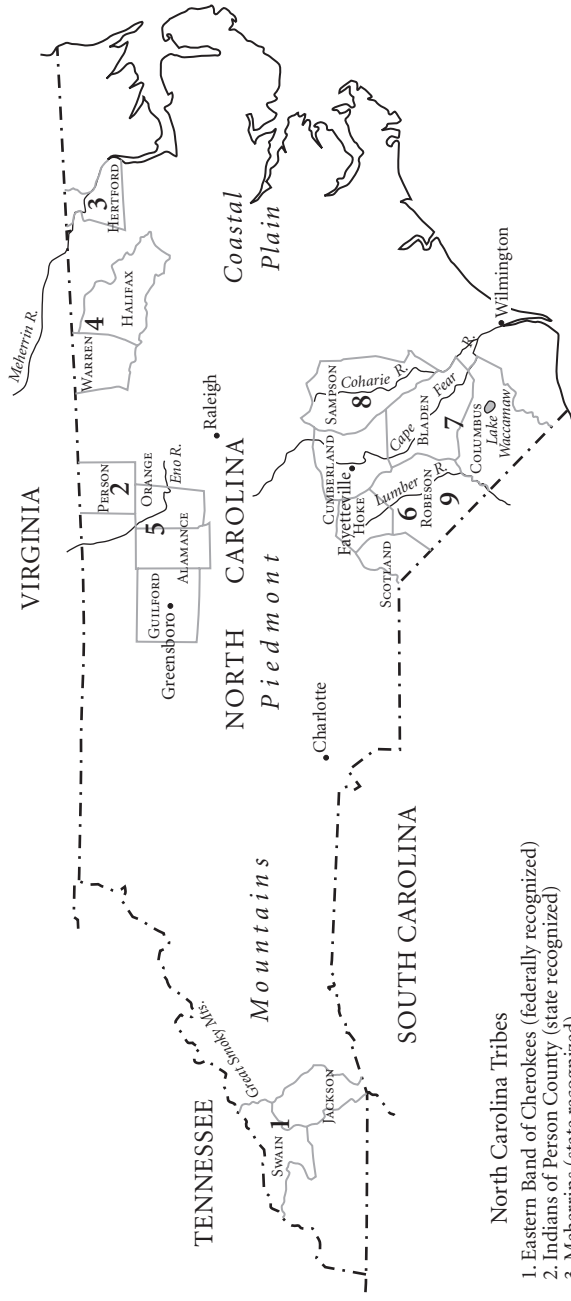 VIRGINIA
TENNESSEE
SOUTH CAROLINA
NORTH CAROLINA
Mountains
Piedmont
Coastal
Plain
Great Smoky Mts.
Swain
1
Jackson
Charlotte
Guilford
Greensboro
Alamance
5
Orange
Eno R.
Person
2
Raleigh
Warren
4
Halifax
Meherrin R.
3
Hertford
Scotland
Hoke
Fayetteville
Cumberland
6
Robeson
9
Lumber R.
Sampson
8
Coharie R.
Cape Fear R.
Bladen
7
Columbus
Lake
Waccamaw
Wilmington
North Carolina Tribes
1. Eastern Band of Cherokees (federally recognized)
2. Indians of Person County (state recognized)
3. Meherrins (state recognized)